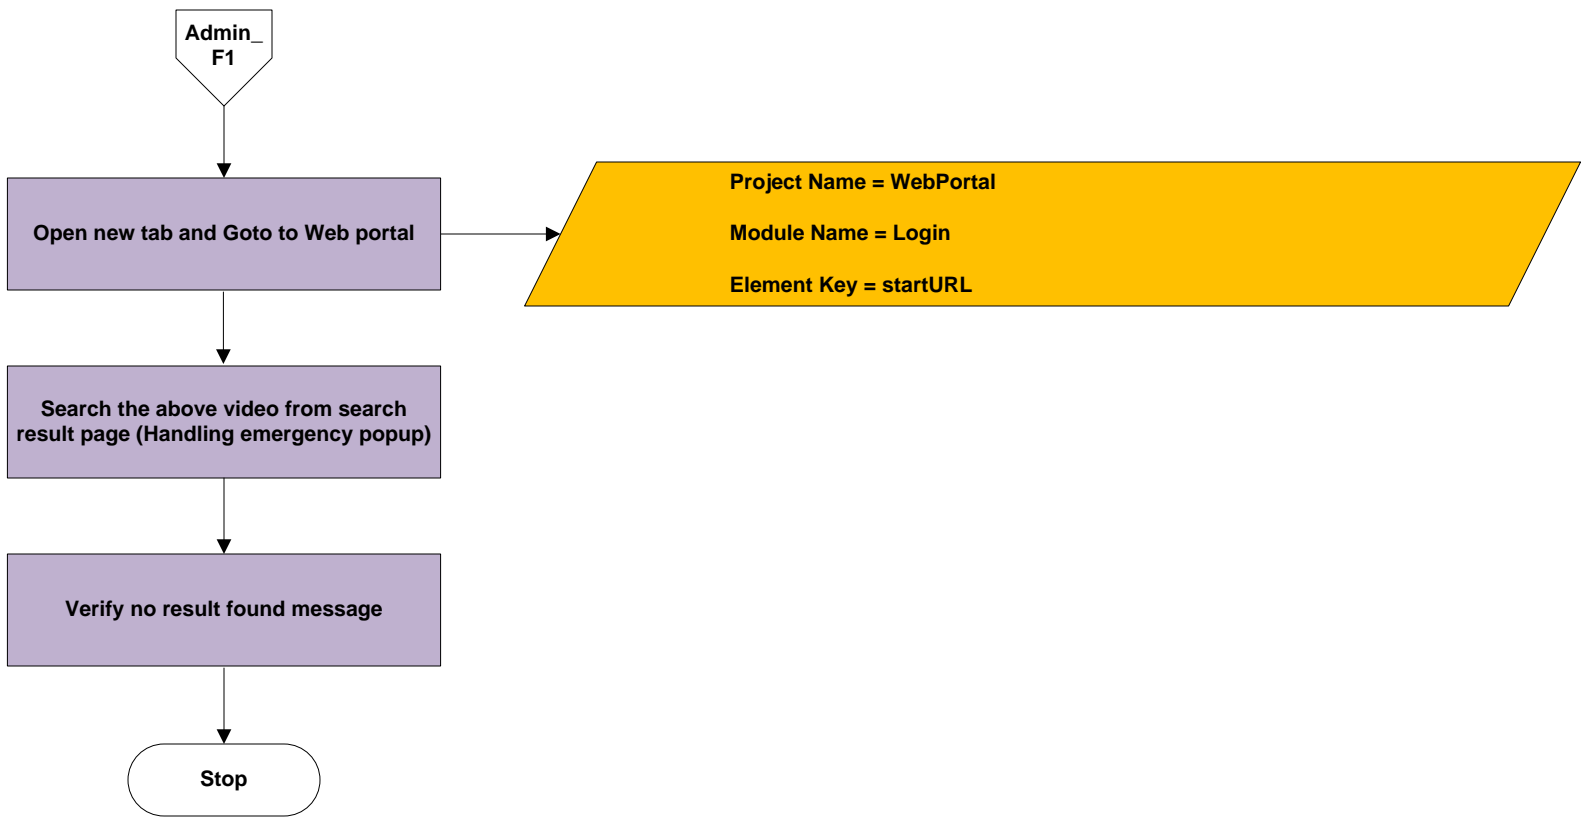 Admin_
F1
Open new tab and Goto to Web portal
Project Name = WebPortal
Module Name = Login
Element Key = startURL
Search the above video from search
result page (Handling emergency popup)
Verify no result found message
Stop